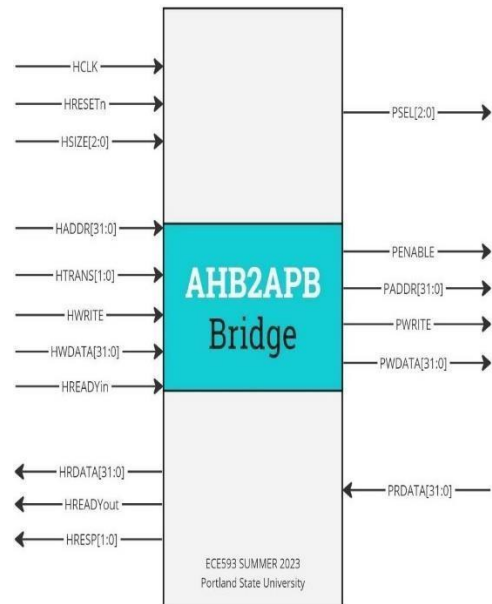 HCLK
HRESETn
HSIZE[2:0]
PSEL[2:0]
HADDR[31:0]
HTRANS[1:0]
HWRITE
HWDATA[31:0]
HREADYin
AHB2APB
Bridge
PENABLE
PADDR[31:0]
PWRITE
PWDATA[31:0]
HRDATA[31:0]
HREADYout
HRESP[1:0]
PRDATA[31:0]
ECE593 SUMMER 2023
Portland State University